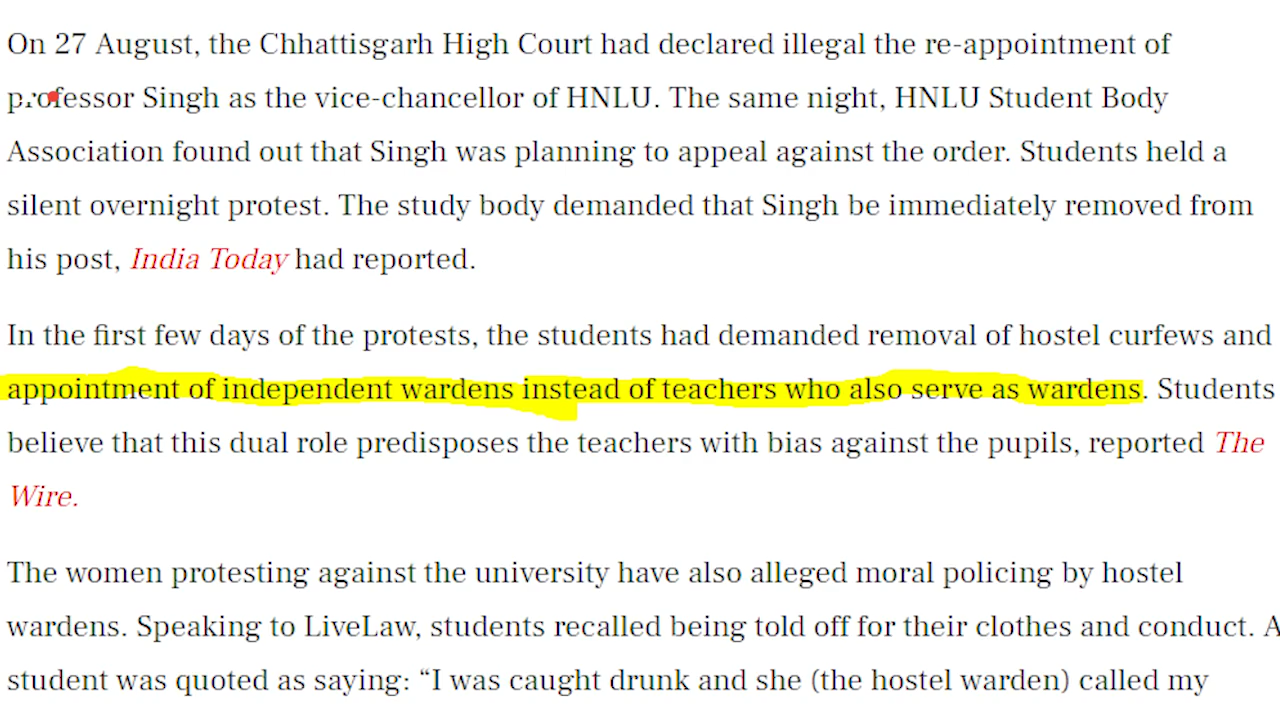 On 27 August, the Chhattisgarh High Court had declared illegal the re-appointment of
professor Singh as the vice-chancellor of HNLU. The same night, HNLU Student Body
Association found out that Singh was planning to appeal against the order. Students held a
silent overnight protest. The study body demanded that Singh be immediately removed from
his post, India Today had reported.
In the first few days of the protests, the students had demanded removal of hostel curfews and
appointment of independent wardens instead of teachers who also serve as wardens. Students
believe that this dual role predisposes the teachers with bias against the pupils, reported The
Wire.
The women protesting against the university have also alleged moral policing by hostel
wardens. Speaking to LiveLaw, students recalled being told off for their clothes and conduct. A
student was quoted as saying: “I was caught drunk and she (the hostel warden) called my